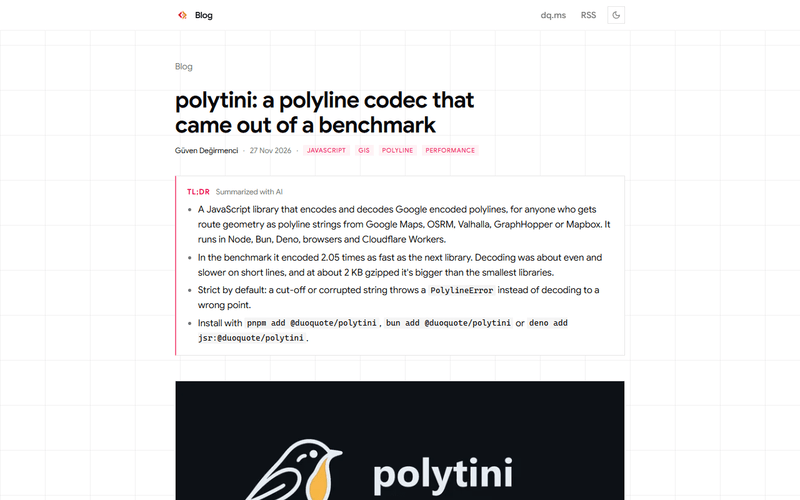 Blog
dq.ms
RSS
Blog
polytini: a polyline codec that
came out of a benchmark
Güven Değirmenci · 27 Nov 2026 · JAVASCRIPT GIS POLYLINE PERFORMANCE
TL;DR Summarized with AI
• A JavaScript library that encodes and decodes Google encoded polylines, for anyone who gets
route geometry as polyline strings from Google Maps, OSRM, Valhalla, GraphHopper or Mapbox. It
runs in Node, Bun, Deno, browsers and Cloudflare Workers.
• In the benchmark it encoded 2.05 times as fast as the next library. Decoding was about even and
slower on short lines, and at about 2 KB gzipped it's bigger than the smallest libraries.
• Strict by default: a cut-off or corrupted string throws a PolylineError instead of decoding to a
wrong point.
• Install with pnpm add @duoquote/polytini, bun add @duoquote/polytini or deno add
jsr:@duoquote/polytini.
polytini